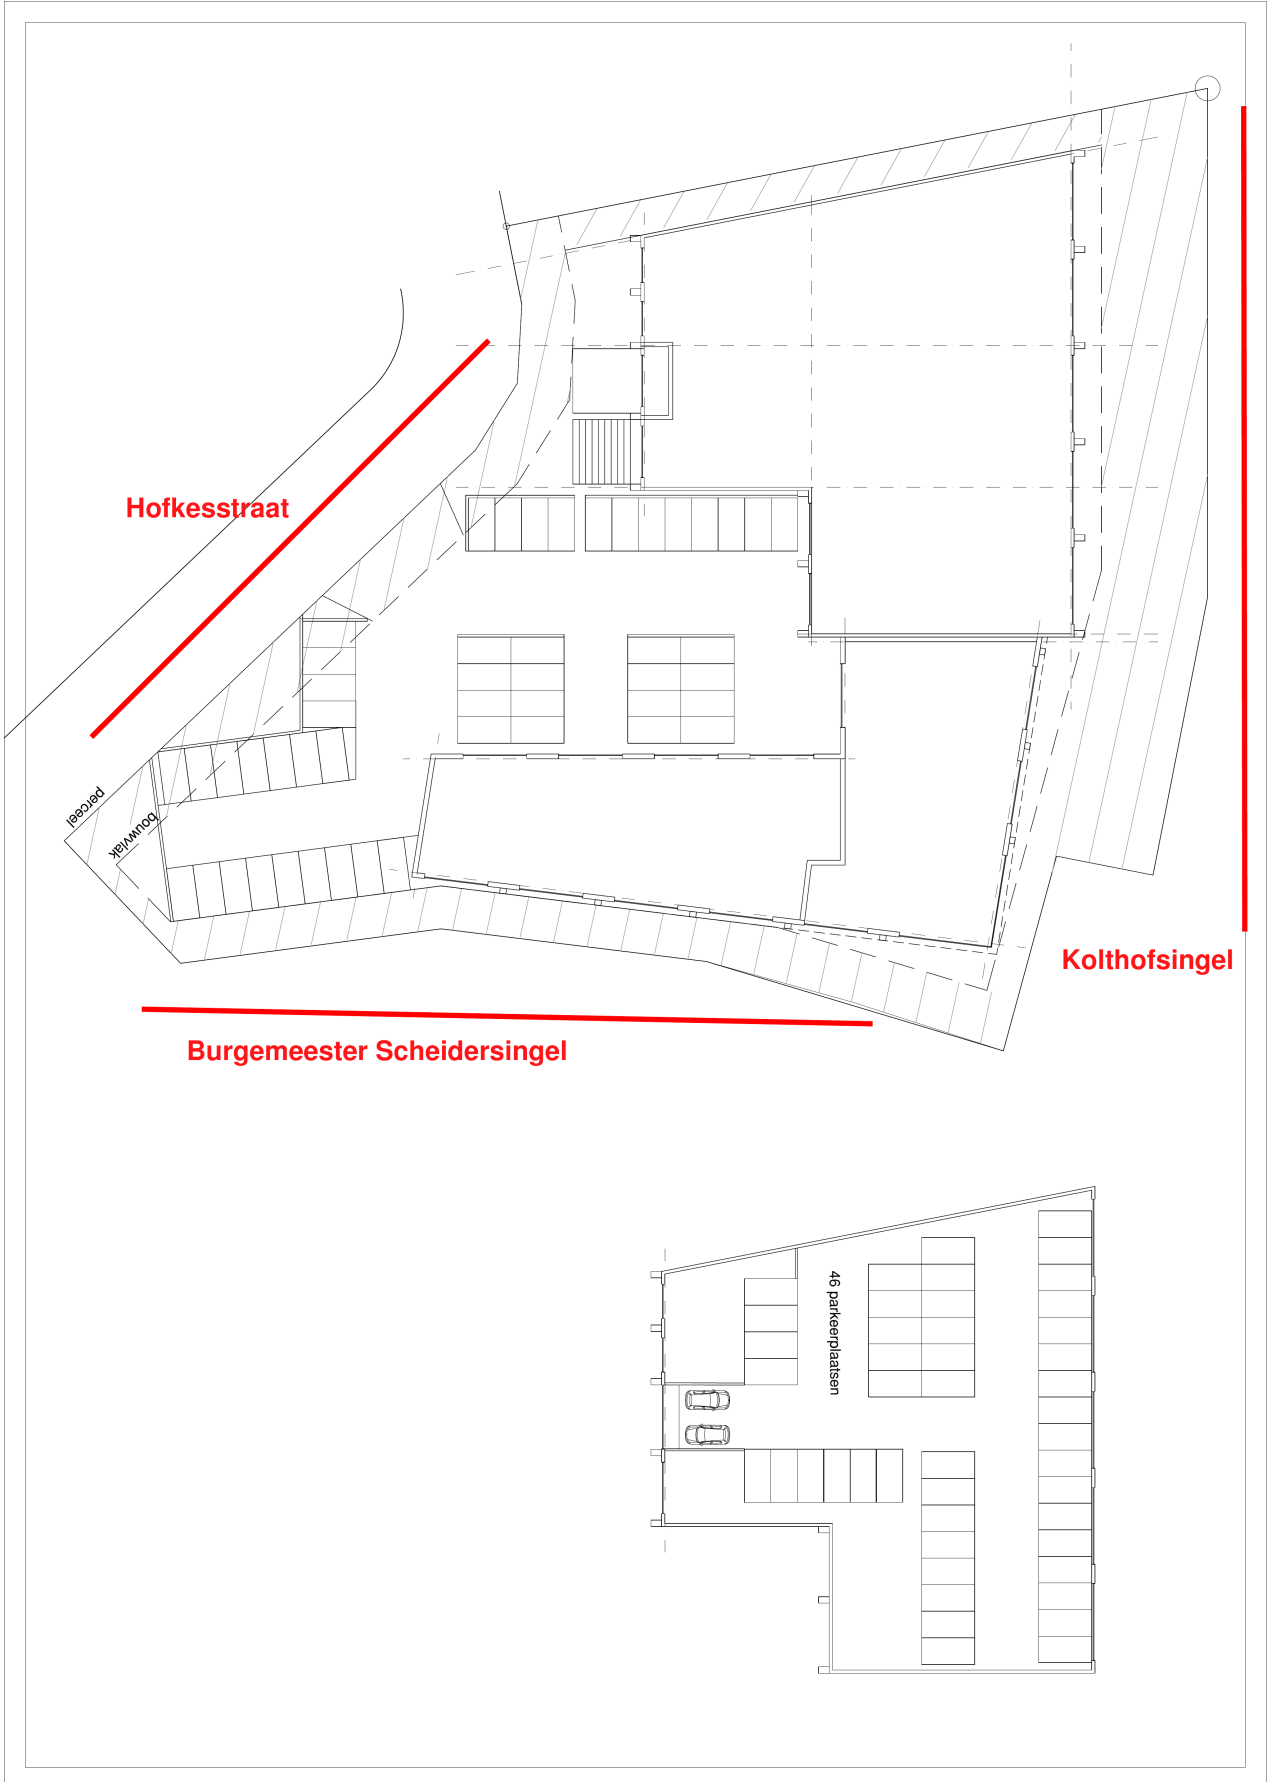 Hofkesstraat
perceel
bouwvlak
Kolthofsingel
Burgemeester Scheidersingel
46 parkeerplaatsen